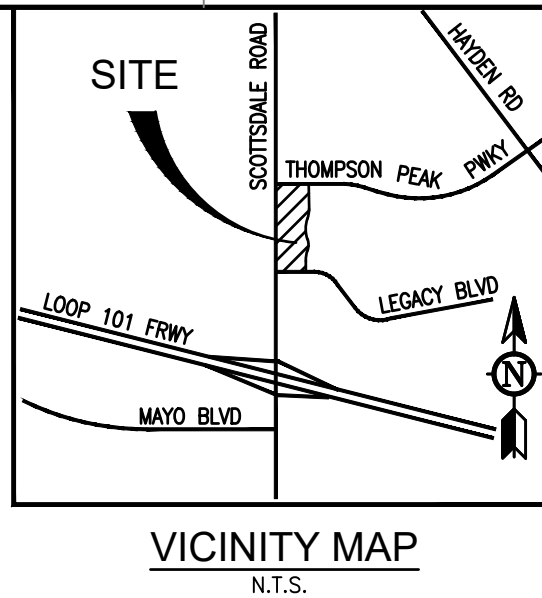 SITE
SCOTTSDALE ROAD
HAYDEN RD
THOMPSON PEAK PWKY
LEGACY BLVD
LOOP 101 FRWY
MAYO BLVD
N
VICINITY MAP
N.T.S.